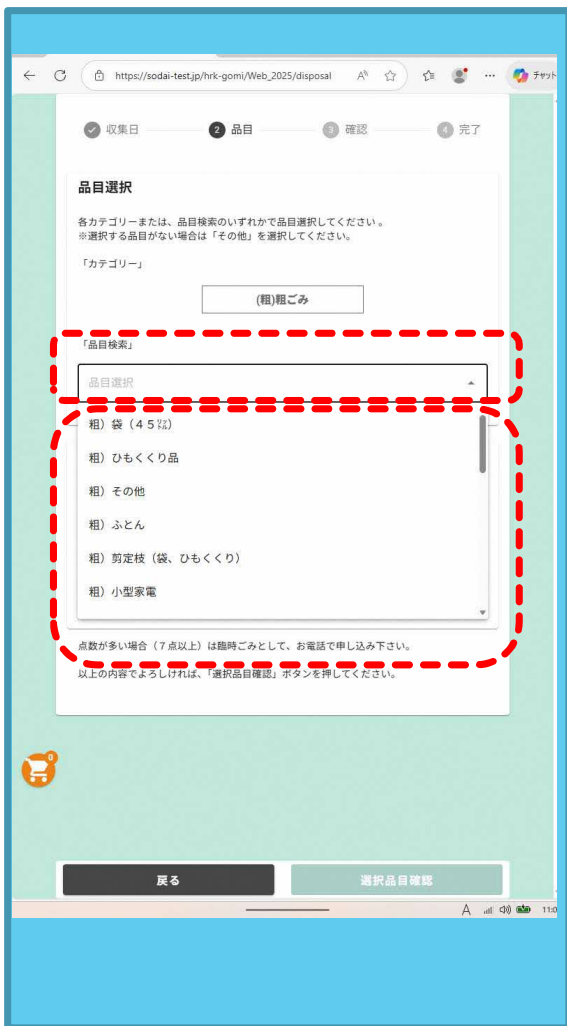 https://sodai-test.jp/hrk-gomi/Web_2025/disposal
チャット
収集日
2 品目
3 確認
4 完了
品目選択
各カテゴリーまたは、品目検索のいずれかで品目選択してください。
※選択する品目がない場合は「その他」を選択してください。
「カテゴリー」
(粗)粗ごみ
「品目検索」
品目選択
粗）袋（４５㍑）
粗）ひもくくり品
粗）その他
粗）ふとん
粗）剪定枝（袋、ひもくくり）
粗）小型家電
点数が多い場合（７点以上）は臨時ごみとして、お電話で申し込み下さい。
以上の内容でよろしければ、「選択品目確認」ボタンを押してください。
0
戻る
選択品目確認
A
11:0